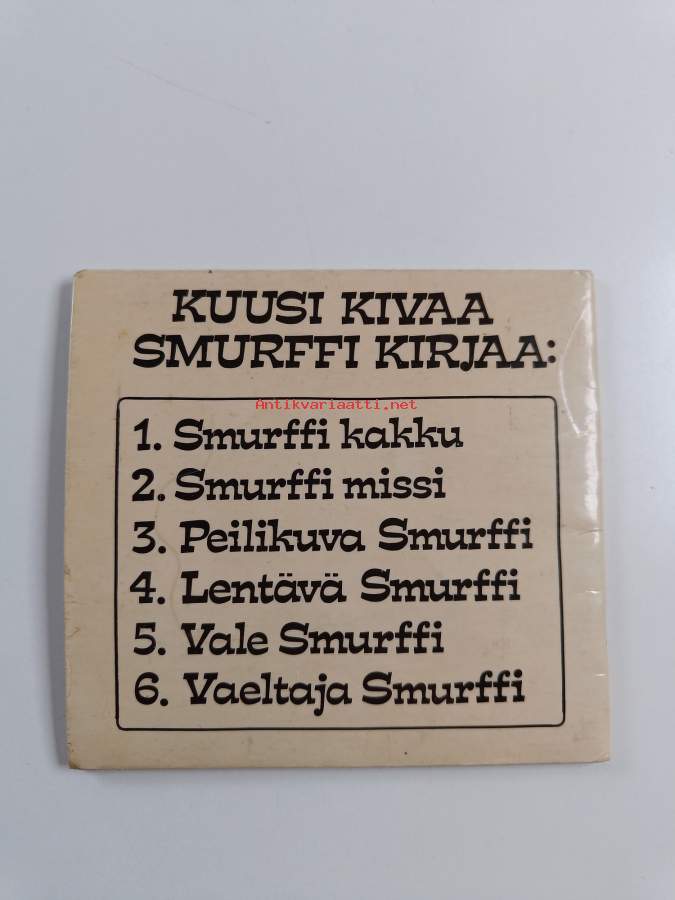 KUUSI KIVAA
SMURFFI KIRJAA:
Antikvariaatti.net
1. Smurffi kakku
2. Smurffi missi
3. Peilikuva Smurffi
4. Lentävä Smurffi
5. Vale Smurffi
6. Vaeltaja Smurffi